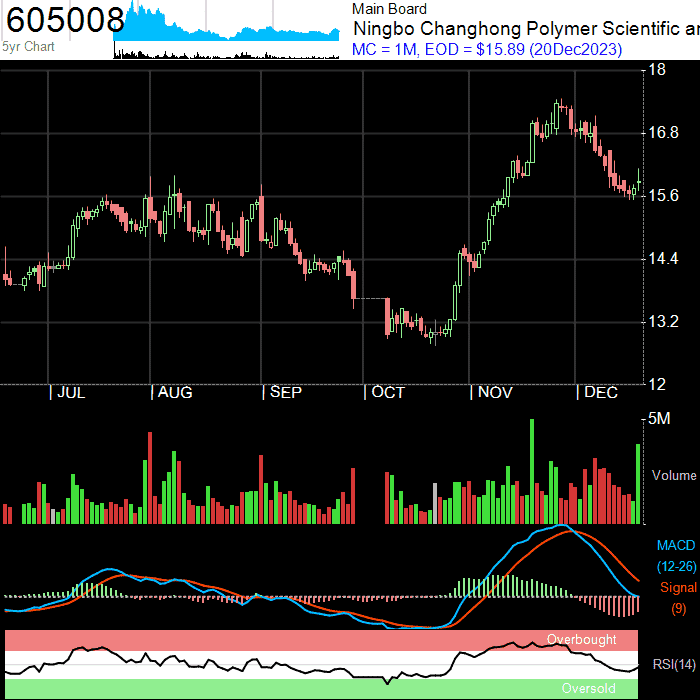 605008
5yr Chart
Main Board
Ningbo Changhong Polymer Scientific ar
MC = 1M, EOD = $15.89 (20Dec2023)
18
16.8
15.6
14.4
13.2
12
| JUL | AUG | SEP | OCT | NOV | DEC
5M
Volume
MACD
(12-26)
Signal
(9)
Overbought
RSI(14)
Oversold